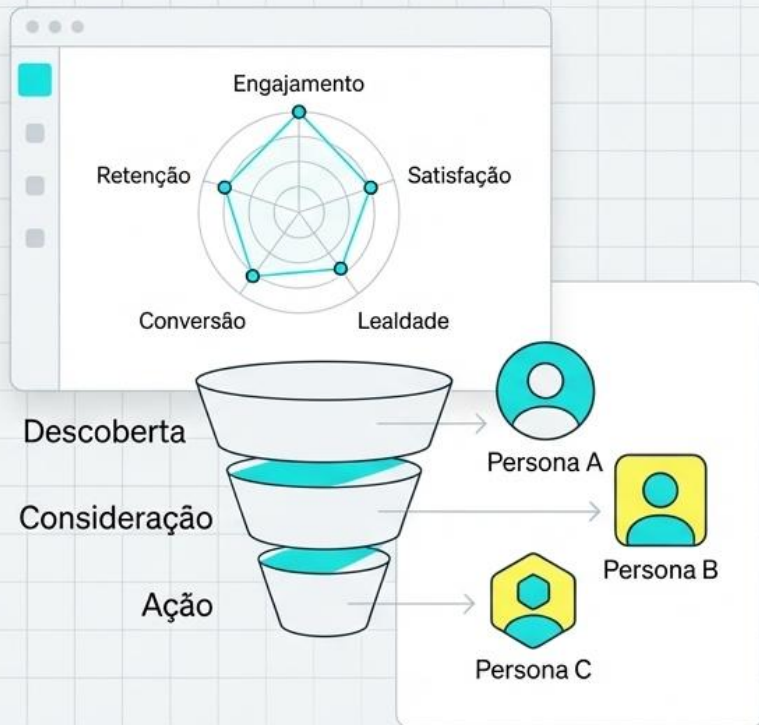 Engajamento
Retenção
Satisfação
Conversão
Lealdade
Descoberta
Persona A
Consideração
Persona B
Ação
Persona C